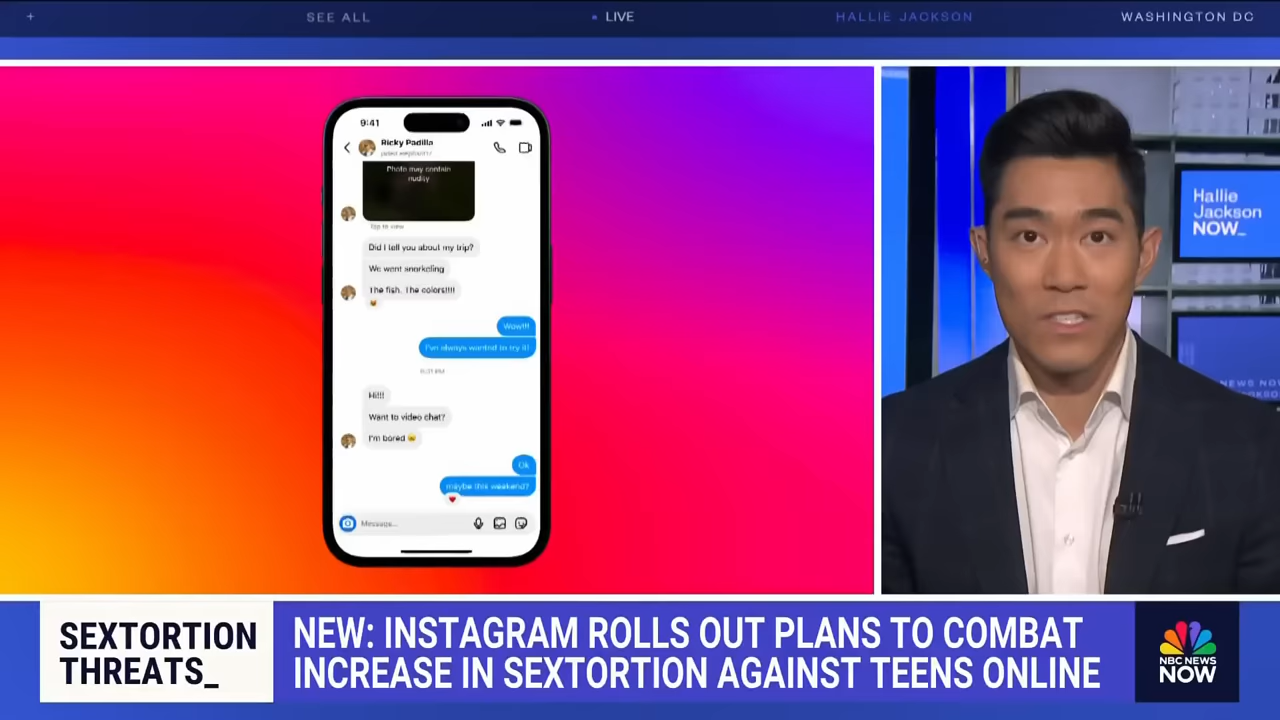 SEE ALL
LIVE
HALLIE JACKSON
WASHINGTON DC
9:41
Ricky Padilla
Photo may contain
nudity
Tap to view
Did I tell you about my trip?
We went snorkeling
The fish. The colors!!!!
Wow!!!
I've always wanted to try it!
Hi!!!
Want to video chat?
I'm bored
Ok
maybe this weekend?
Message...
Hallie
Jackson
NOW_
SEXTORTION
THREATS_
NEW: INSTAGRAM ROLLS OUT PLANS TO COMBAT
INCREASE IN SEXTORTION AGAINST TEENS ONLINE
NBC NEWS
NOW